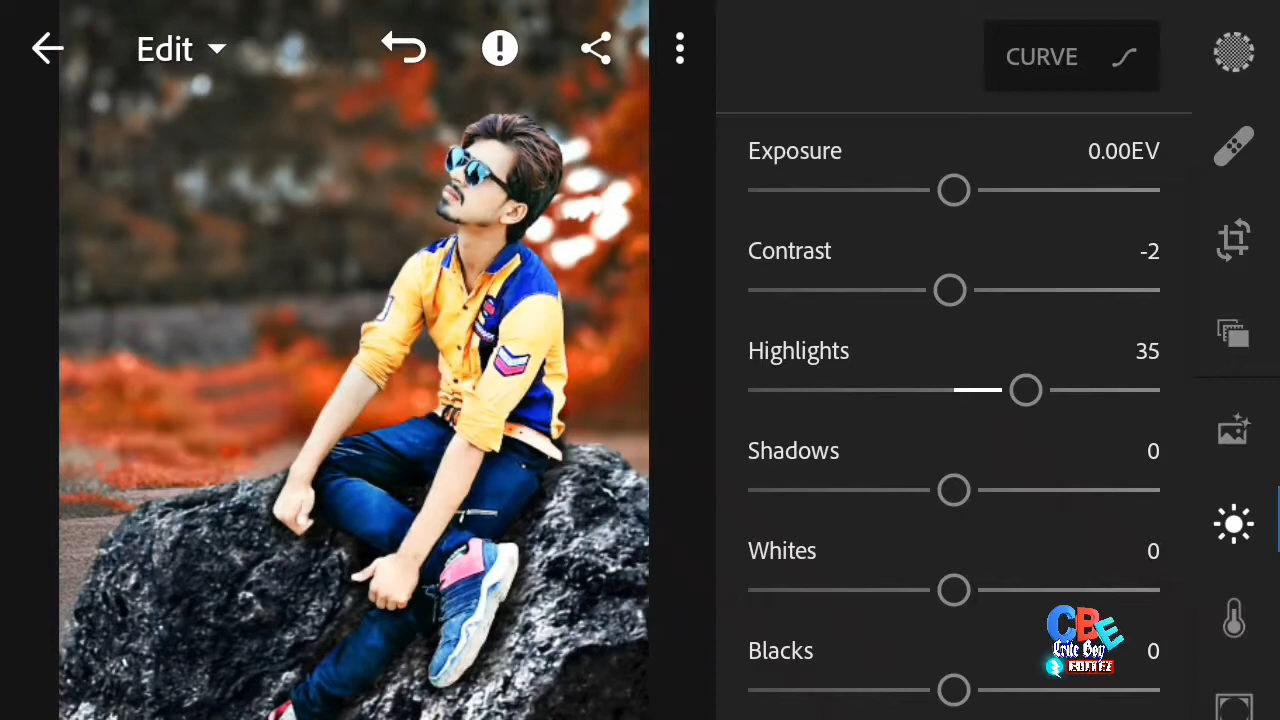 Edit
CURVE
Exposure 0.00EV
Contrast -2
Highlights 35
Shadows 0
Whites 0
Blacks 0
CBE